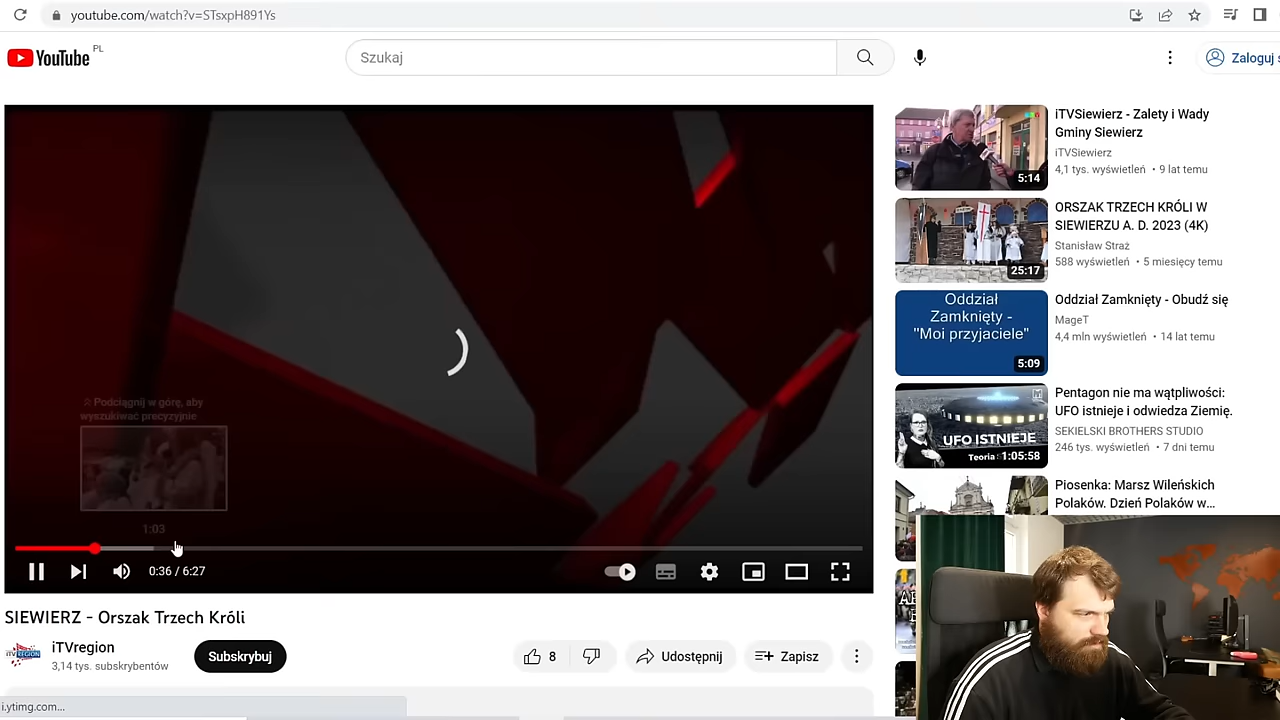 youtube.com/watch?v=STsxpH891Ys
YouTube PL
Szukaj
Zaloguj
Podciągnij w górę, aby
wyszukiwać precyzyjnie
1:03
0:36 / 6:27
SIEWIERZ - Orszak Trzech Króli
iTVregion
3,14 tys. subskrybentów
Subskrybuj
8
Udostępnij
Zapisz
i.ytimg.com...
5:14
iTVSiewierz - Zalety i Wady
Gminy Siewierz
iTVSiewierz
4,1 tys. wyświetleń • 9 lat temu
25:17
ORSZAK TRZECH KRÓLI W
SIEWIERZU A. D. 2023 (4K)
Stanisław Straż
588 wyświetleń • 5 miesięcy temu
Oddział
Zamknięty -
"Moi przyjaciele"
5:09
Oddział Zamknięty - Obudź się
MageT
4,4 mln wyświetleń • 14 lat temu
UFO ISTNIEJE
Teoria
1:05:58
Pentagon nie ma wątpliwości:
UFO istnieje i odwiedza Ziemię.
SEKIELSKI BROTHERS STUDIO
246 tys. wyświetleń • 7 dni temu
Piosenka: Marsz Wileńskich
Polaków. Dzień Polaków w...